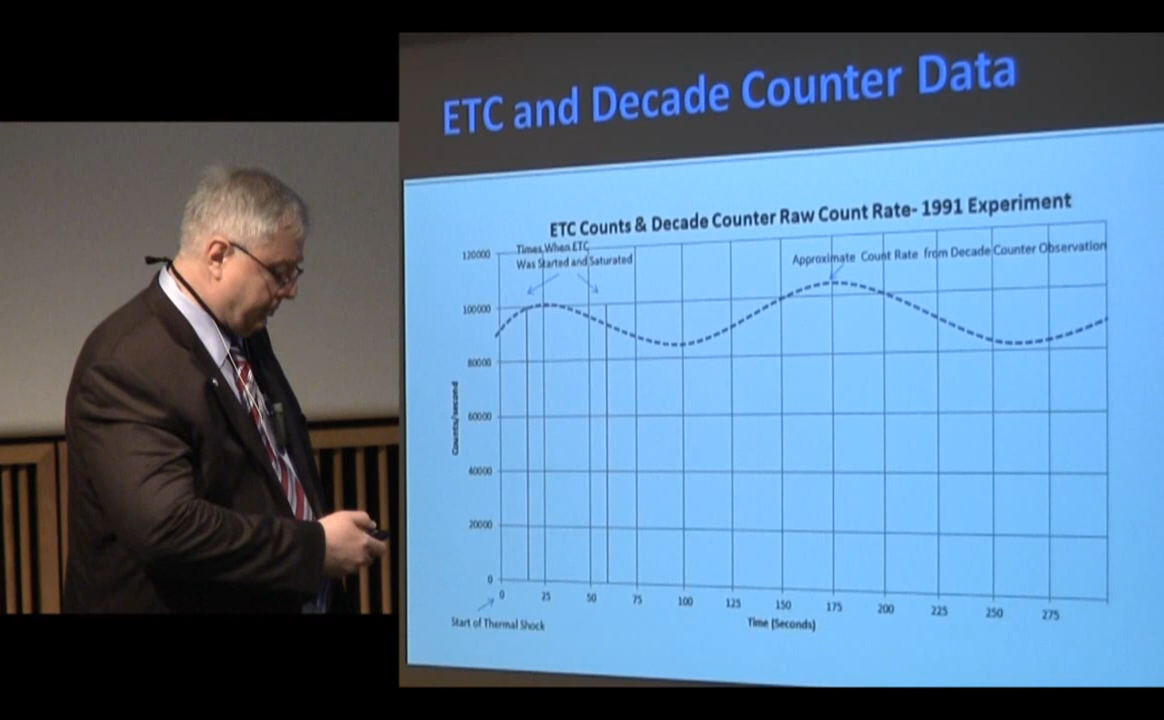 ETC and Decade Counter Data
ETC Counts & Decade Counter Raw Count Rate- 1991 Experiment
Times When ETC
Was Started and Saturated
Approximate Count Rate from Decade Counter Observation
120000
100000
80000
60000
40000
20000
0
Counts/second
0 25 50 75 100 125 150 175 200 225 250 275
Time (Seconds)
Start of Thermal Shock